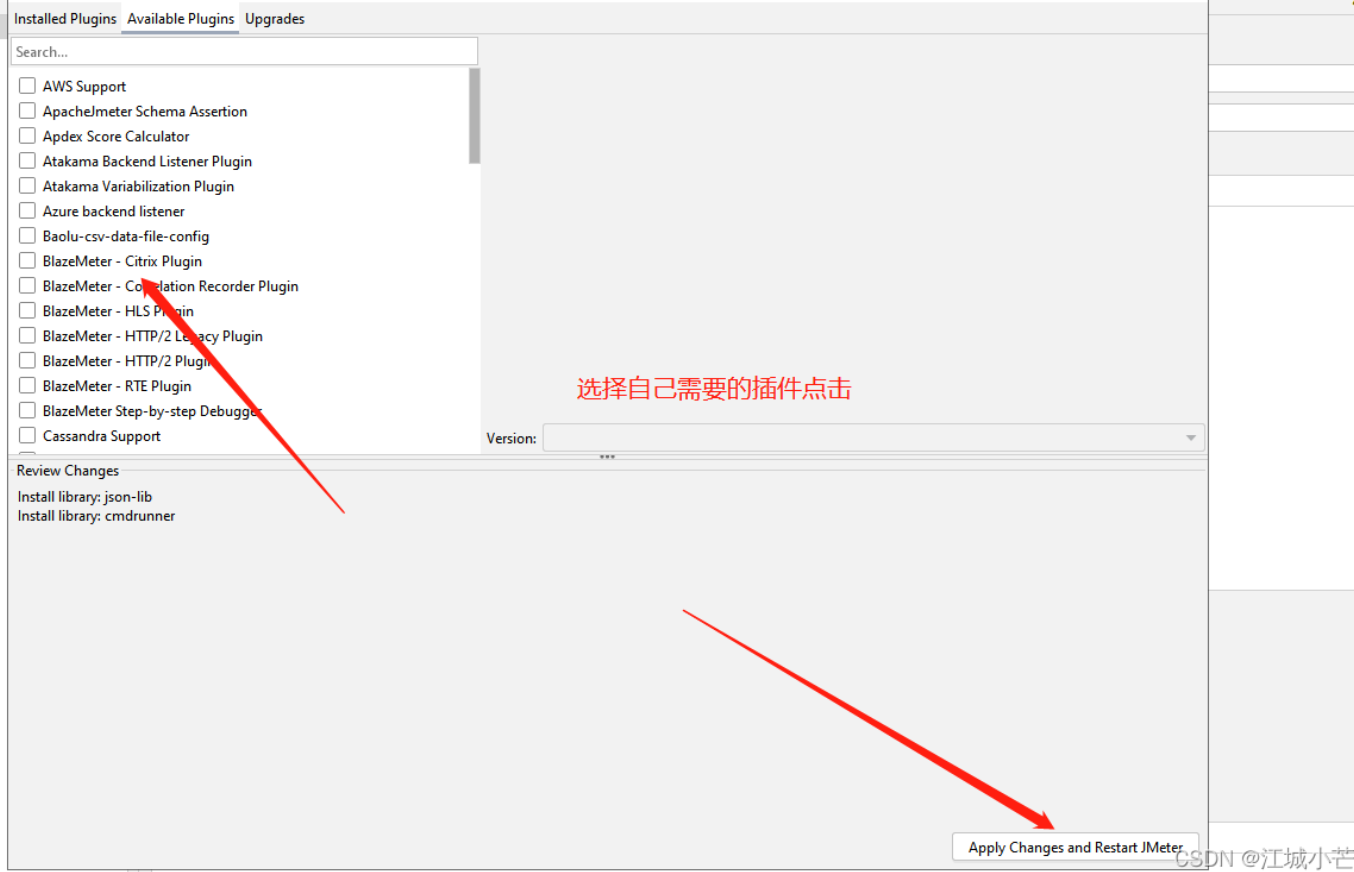 Installed Plugins Available Plugins Upgrades
Search...
AWS Support
ApacheJmeter Schema Assertion
Apdex Score Calculator
Atakama Backend Listener Plugin
Atakama Variabilization Plugin
Azure backend listener
Baolu-csv-data-file-config
BlazeMeter - Citrix Plugin
BlazeMeter - Correlation Recorder Plugin
BlazeMeter - HLS Plugin
BlazeMeter - HTTP/2 Legacy Plugin
BlazeMeter - HTTP/2 Plugin
BlazeMeter - RTE Plugin
BlazeMeter Step-by-step Debugger
Cassandra Support
选择自己需要的插件点击
Version:
Review Changes
Install library: json-lib
Install library: cmdrunner
Apply Changes and Restart JMeter
CSDN @江城小芒